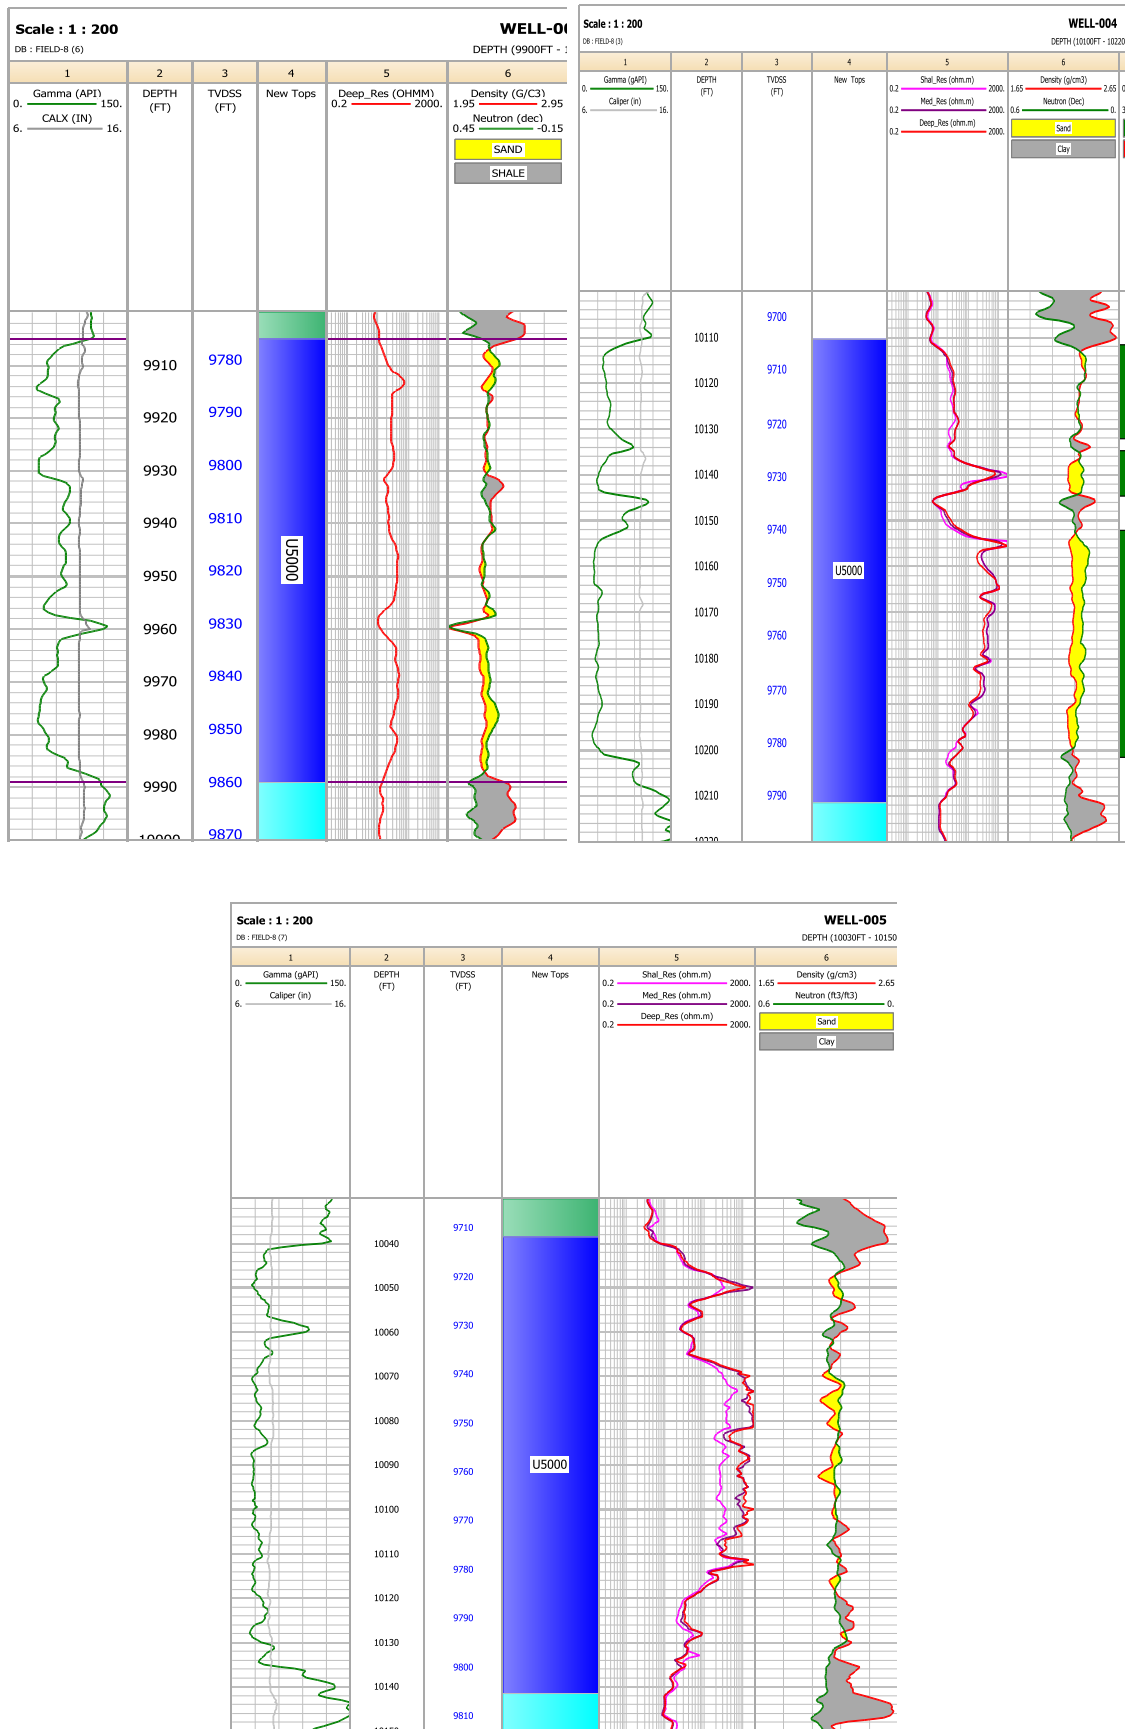 Scale : 1 : 200
WELL-00
DB : FIELD-8 (6)
DEPTH (9900FT - 1
1 2 3 4 5 6
Gamma (API) DEPTH TVDSS New Tops Deep_Res (OHMM) Density (G/C3)
0. 150. (FT) (FT) 0.2 2000. 1.95 2.95
CALX (IN) Neutron (dec)
6. 16. 0.45 -0.15
SAND
SHALE
9910 9780
9920 9790
9930 9800
9940 9810
U5000
9950 9820
9960 9830
9970 9840
9980 9850
9990 9860
10000 9870
Scale : 1 : 200
WELL-004
DB : FIELD-8 (3)
DEPTH (10100FT - 10220
1 2 3 4 5 6
Gamma (gAPI) DEPTH TVDSS New Tops Shal_Res (ohm.m) Density (g/cm3)
0. 150. (FT) (FT) 0.2 2000. 1.65 2.65 0
Caliper (in) Med_Res (ohm.m) Neutron (Dec)
6. 16. 0.2 2000. 0.6 0. 3
Deep_Res (ohm.m) Sand
0.2 2000.
Clay
9700
10110
9710
10120
9720
10130
9730
10140
9740
10150
10160 U5000
9750
10170
9760
10180
9770
10190
9780
10200
9790
10210
10220
Scale : 1 : 200
WELL-005
DB : FIELD-8 (7)
DEPTH (10030FT - 10150
1 2 3 4 5 6
Gamma (gAPI) DEPTH TVDSS New Tops Shal_Res (ohm.m) Density (g/cm3)
0. 150. (FT) (FT) 0.2 2000. 1.65 2.65
Caliper (in) Med_Res (ohm.m) Neutron (ft3/ft3)
6. 16. 0.2 2000. 0.6 0.
Deep_Res (ohm.m) Sand
0.2 2000.
Clay
9710
10040
9720
10050
9730
10060
9740
10070
9750
10080
9760
10090 U5000
10100
9770
10110
9780
10120
9790
10130
9800
10140
9810
10150